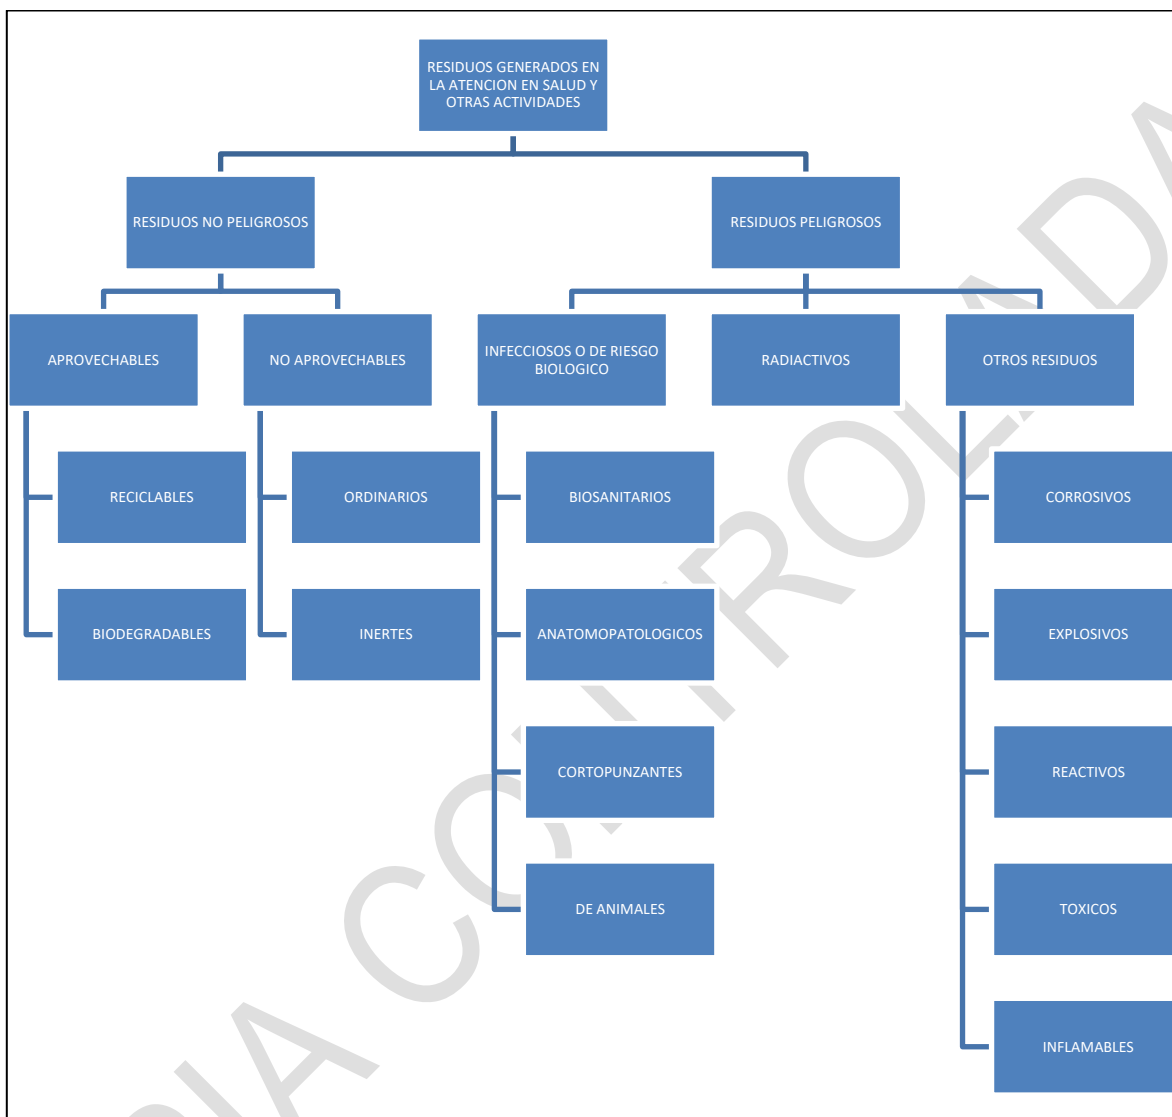 RESIDUOS GENERADOS EN
LA ATENCION EN SALUD Y
OTRAS ACTIVIDADES
RESIDUOS NO PELIGROSOS
RESIDUOS PELIGROSOS
APROVECHABLES
NO APROVECHABLES
INFECCIOSOS O DE RIESGO
BIOLOGICO
RADIACTIVOS
OTROS RESIDUOS
RECICLABLES
ORDINARIOS
BIOSANITARIOS
CORROSIVOS
BIODEGRADABLES
INERTES
ANATOMOPATOLOGICOS
EXPLOSIVOS
CORTOPUNZANTES
REACTIVOS
DE ANIMALES
TOXICOS
INFLAMABLES